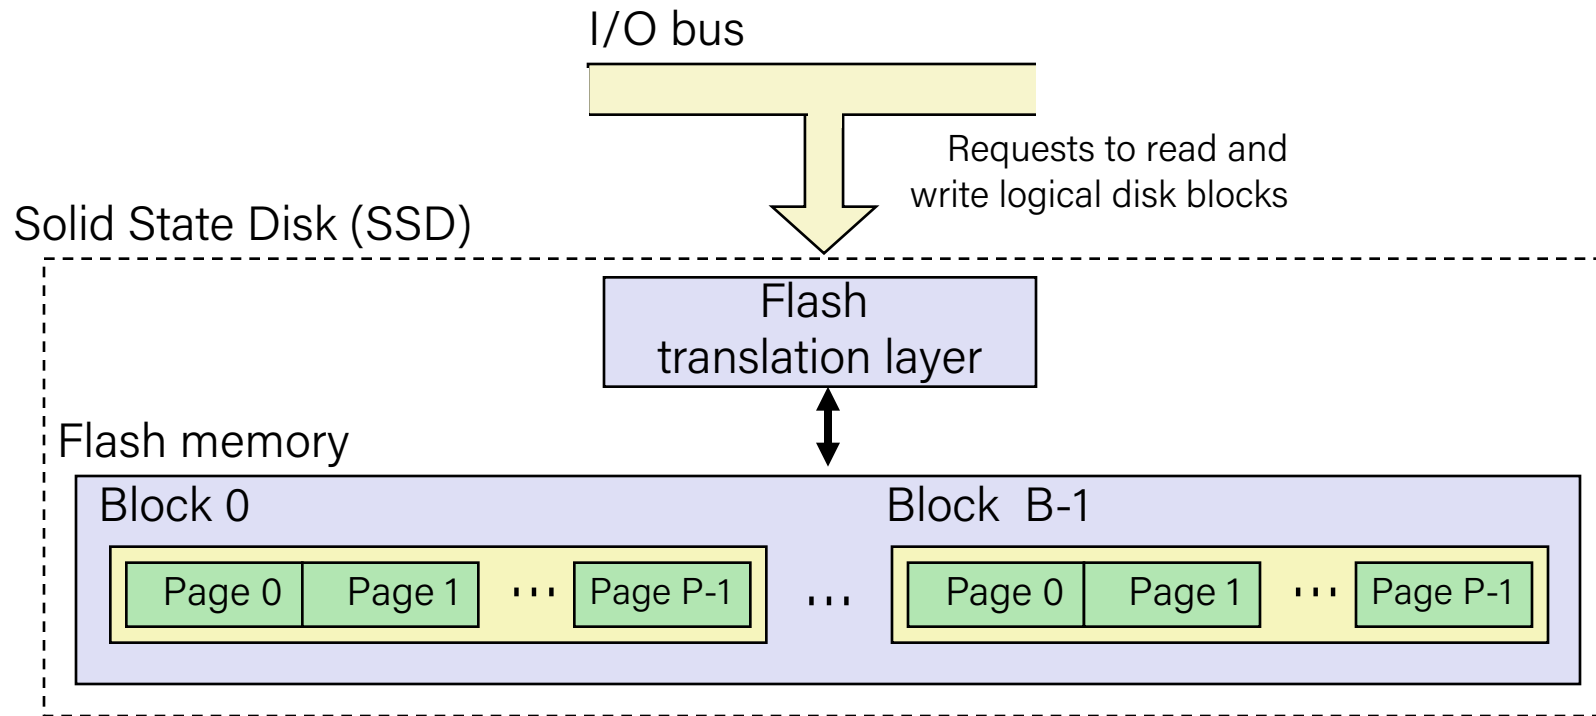 I/O bus
Requests to read and
write logical disk blocks
Solid State Disk (SSD)
Flash
translation layer
Flash memory
Block 0
Block B-1
Page 0
Page 1
...
Page P-1
...
Page 0
Page 1
...
Page P-1